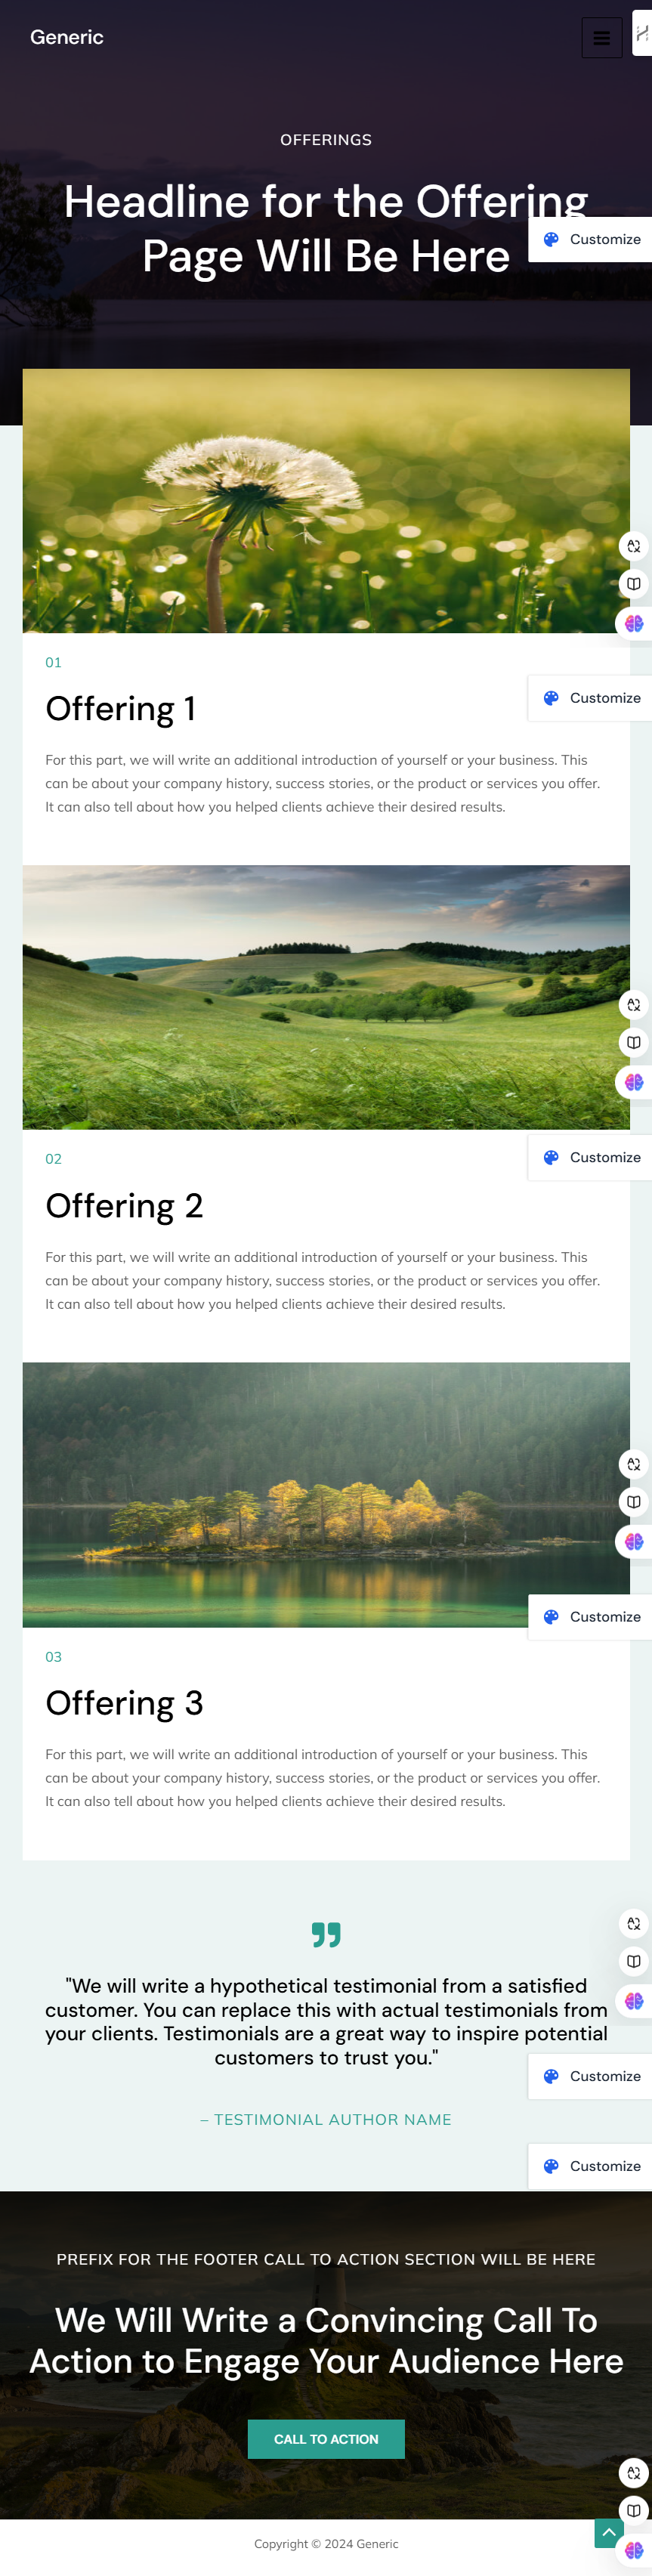 Generic
OFFERINGS
Headline for the Offering
Page Will Be Here
Customize
01
Offering 1
Customize
For this part, we will write an additional introduction of yourself or your business. This
can be about your company history, success stories, or the product or services you offer.
It can also tell about how you helped clients achieve their desired results.
02
Customize
Offering 2
For this part, we will write an additional introduction of yourself or your business. This
can be about your company history, success stories, or the product or services you offer.
It can also tell about how you helped clients achieve their desired results.
Customize
03
Offering 3
For this part, we will write an additional introduction of yourself or your business. This
can be about your company history, success stories, or the product or services you offer.
It can also tell about how you helped clients achieve their desired results.
"We will write a hypothetical testimonial from a satisfied
customer. You can replace this with actual testimonials from
your clients. Testimonials are a great way to inspire potential
customers to trust you."
Customize
– TESTIMONIAL AUTHOR NAME
Customize
PREFIX FOR THE FOOTER CALL TO ACTION SECTION WILL BE HERE
We Will Write a Convincing Call To
Action to Engage Your Audience Here
CALL TO ACTION
Copyright © 2024 Generic